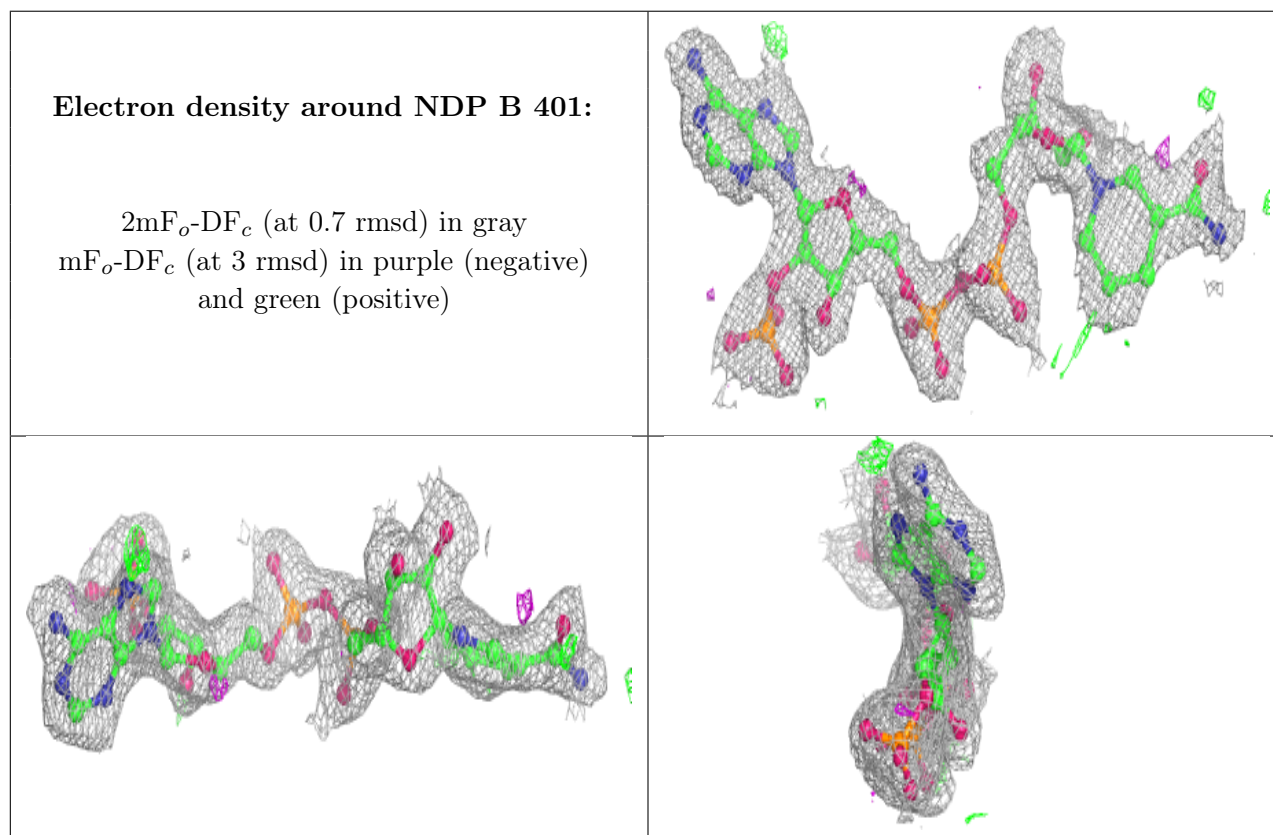 Electron density around NDP B 401:
2mFₒ-DF𝒸 (at 0.7 rmsd) in gray
mFₒ-DF𝒸 (at 3 rmsd) in purple (negative)
and green (positive)